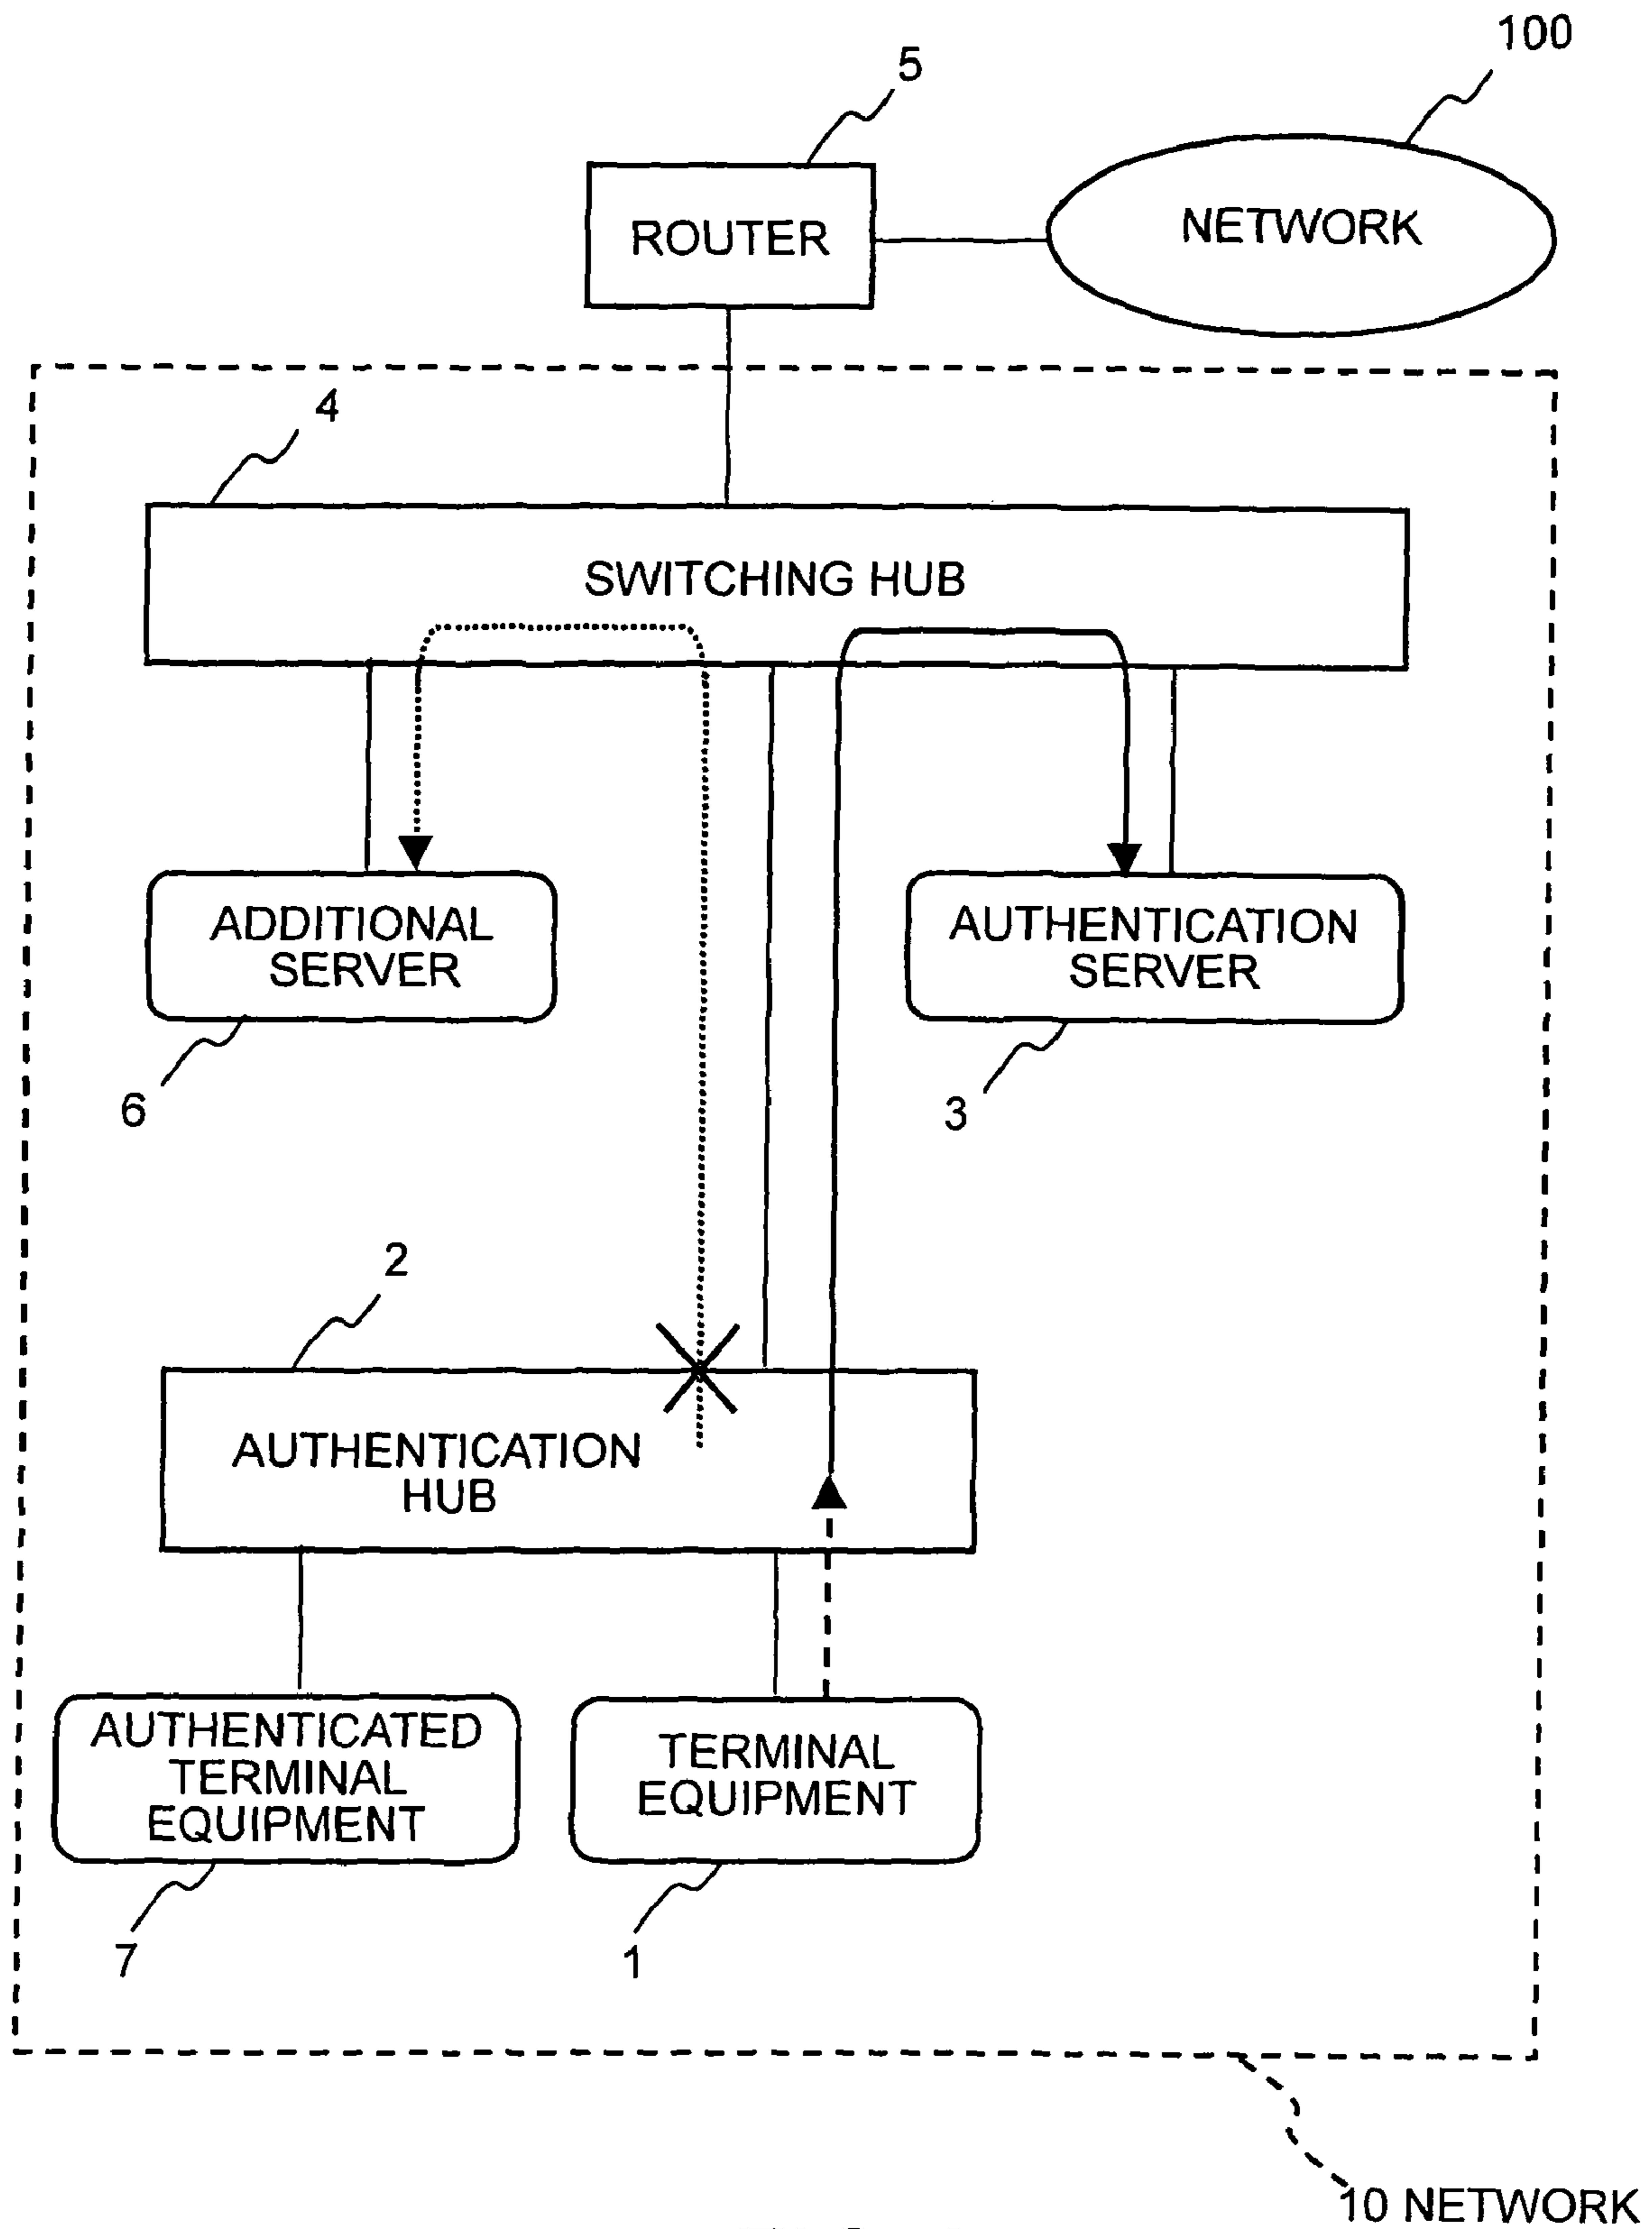 100
5
ROUTER
NETWORK
4
SWITCHING HUB
ADDITIONAL
SERVER
AUTHENTICATION
SERVER
6
3
2
AUTHENTICATION
HUB
AUTHENTICATED
TERMINAL
EQUIPMENT
TERMINAL
EQUIPMENT
7
1
10 NETWORK